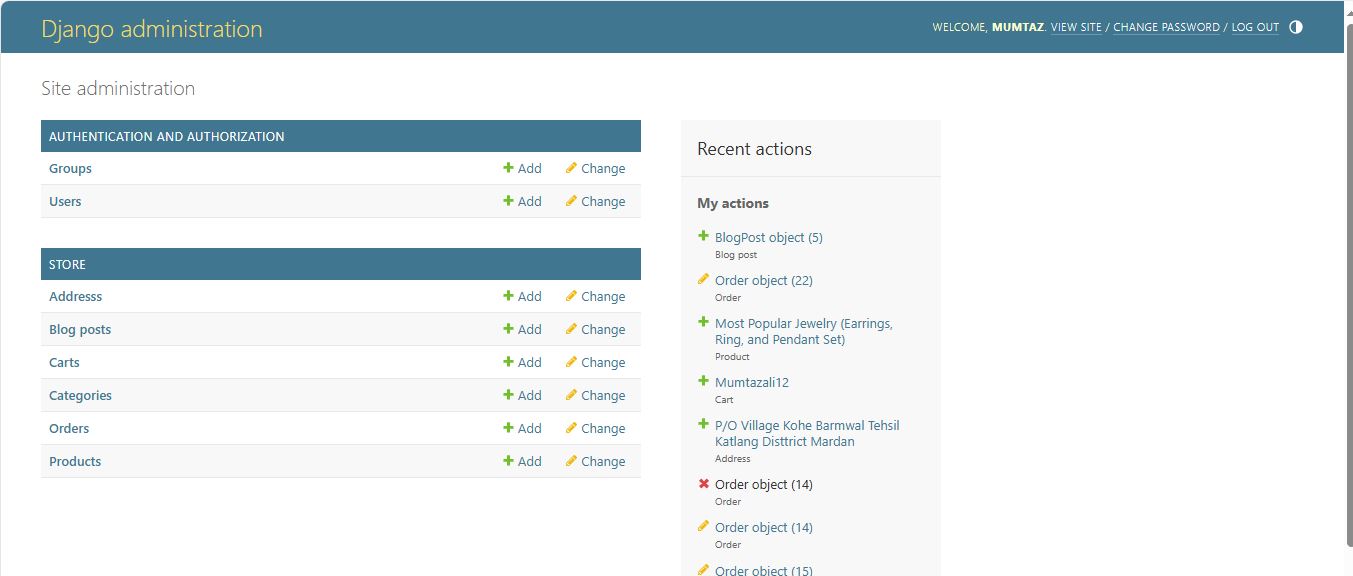 Django administration
WELCOME, MUMTAZ. VIEW SITE / CHANGE PASSWORD / LOG OUT
Site administration
AUTHENTICATION AND AUTHORIZATION
Groups Add Change
Users Add Change
STORE
Addresss Add Change
Blog posts Add Change
Carts Add Change
Categories Add Change
Orders Add Change
Products Add Change
Recent actions
My actions
BlogPost object (5)
Blog post
Order object (22)
Order
Most Popular Jewelry (Earrings,
Ring, and Pendant Set)
Product
Mumtazali12
Cart
P/O Village Kohe Barmwal Tehsil
Katlang Disttrict Mardan
Address
Order object (14)
Order
Order object (14)
Order
Order object (15)